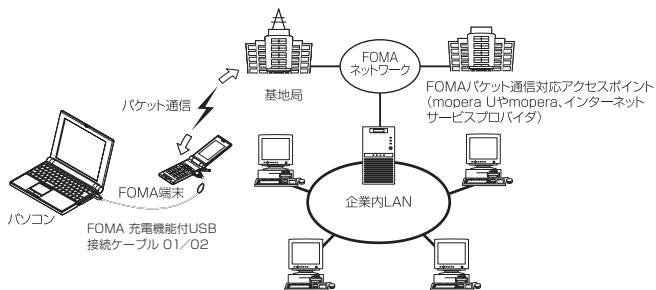 FOMA
ネットワーク
基地局
FOMAパケット通信対応アクセスポイント
(mopera Uやmopera、インターネット
サービスプロバイダ)
パケット通信
FOMA端末
パソコン
FOMA 充電機能付USB
接続ケーブル 01／02
企業内LAN